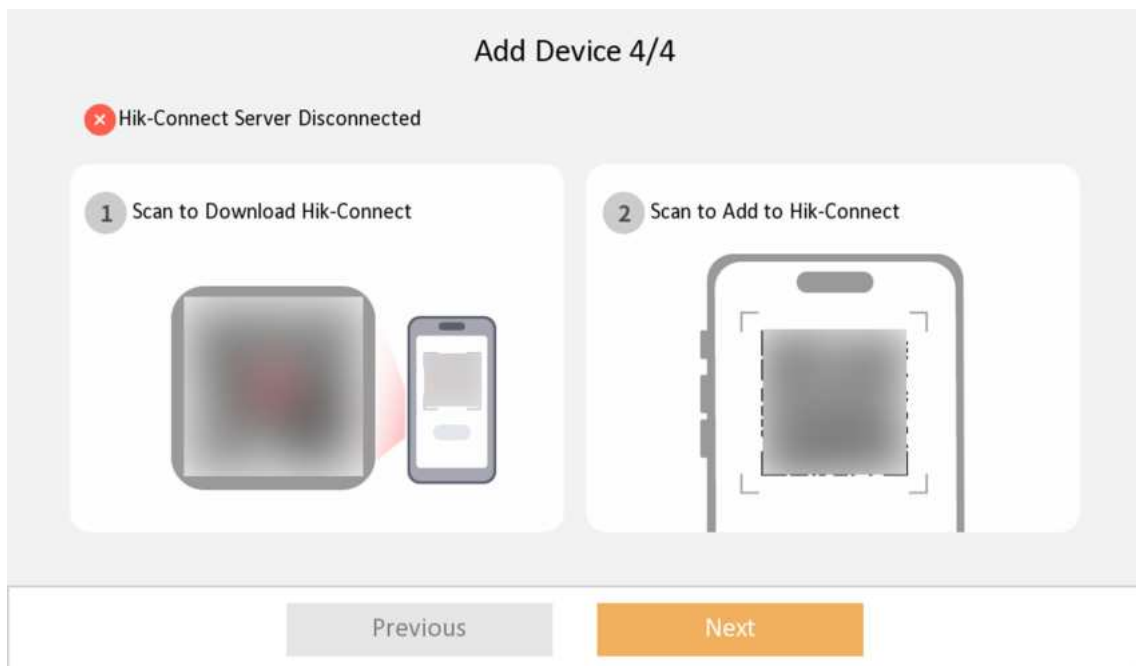 Add Device 4/4
Hik-Connect Server Disconnected
1 Scan to Download Hik-Connect
2 Scan to Add to Hik-Connect
Previous
Next